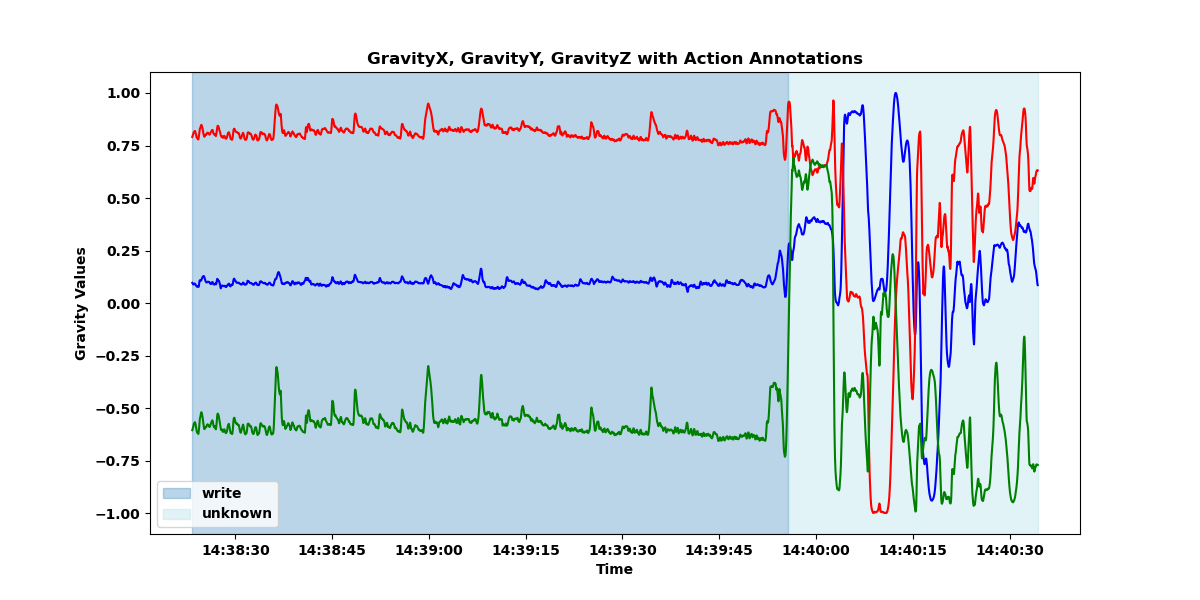 GravityX, GravityY, GravityZ with Action Annotations
Gravity Values
1.00
0.75
0.50
0.25
0.00
−0.25
−0.50
−0.75
−1.00
write
unknown
14:38:30 14:38:45 14:39:00 14:39:15 14:39:30 14:39:45 14:40:00 14:40:15 14:40:30
Time